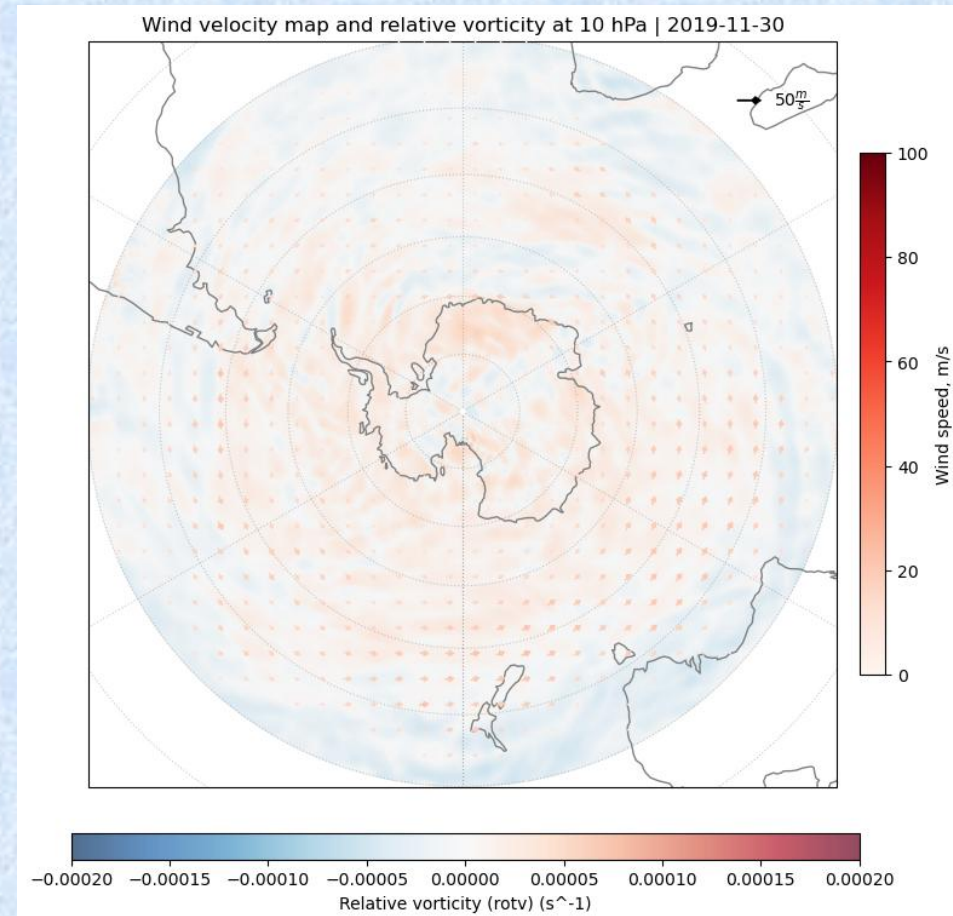 Wind velocity map and relative vorticity at 10 hPa | 2019-11-30
50 m/s
100
80
60
40
20
0
Wind speed, m/s
−0.00020 −0.00015 −0.00010 −0.00005 0.00000 0.00005 0.00010 0.00015 0.00020
Relative vorticity (rotv) (s^-1)